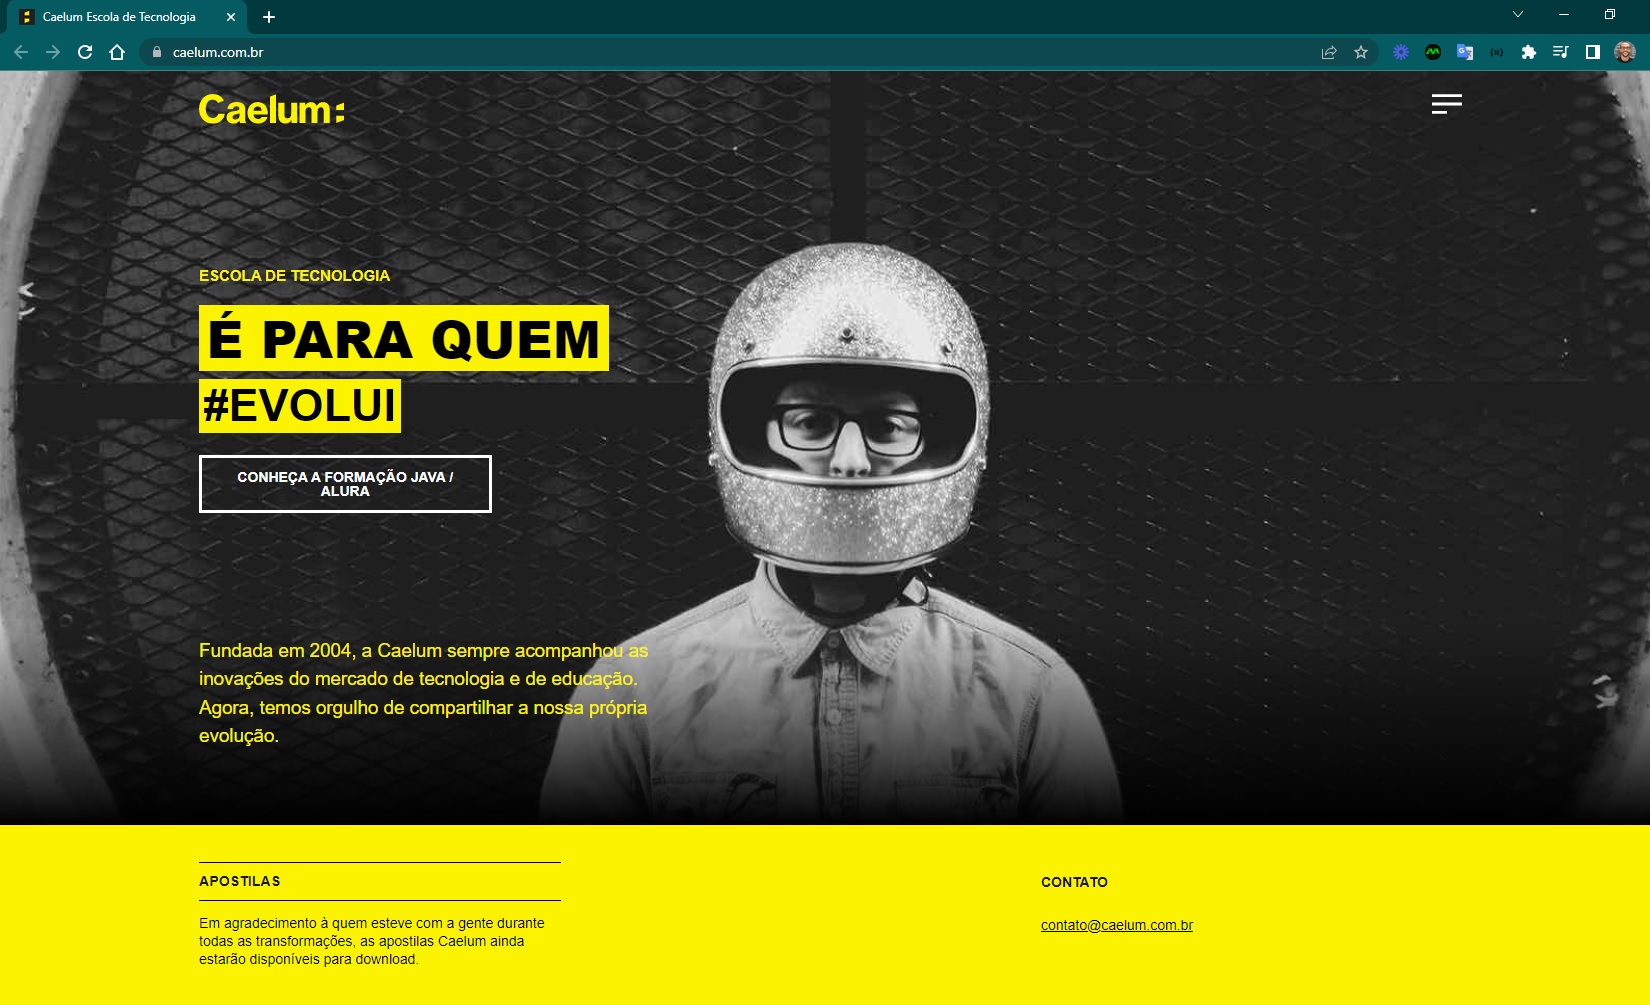 Caelum Escola de Tecnologia
caelum.com.br
Caelum:
ESCOLA DE TECNOLOGIA
É PARA QUEM
#EVOLUI
CONHEÇA A FORMAÇÃO JAVA /
ALURA
Fundada em 2004, a Caelum sempre acompanhou as
inovações do mercado de tecnologia e de educação.
Agora, temos orgulho de compartilhar a nossa própria
evolução.
APOSTILAS
Em agradecimento à quem esteve com a gente durante
todas as transformações, as apostilas Caelum ainda
estarão disponíveis para download.
CONTATO
contato@caelum.com.br